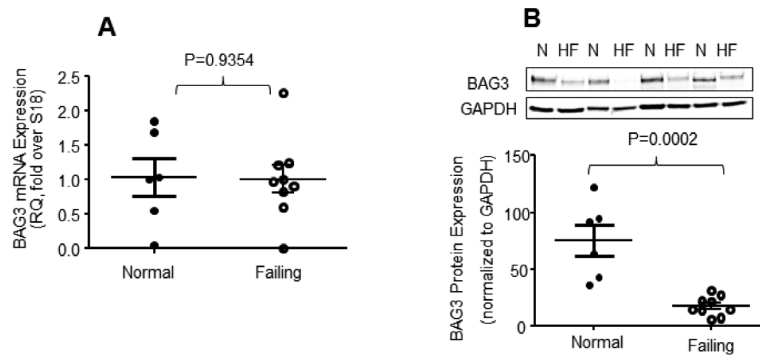 A
P=0.9354
BAG3 mRNA Expression
(RQ, fold over S18)
2.5
2.0
1.5
1.0
0.5
0.0
Normal
Failing
B
N HF N HF N HF N HF
BAG3
GAPDH
P=0.0002
BAG3 Protein Expression
(normalized to GAPDH)
150
100
50
0
Normal
Failing